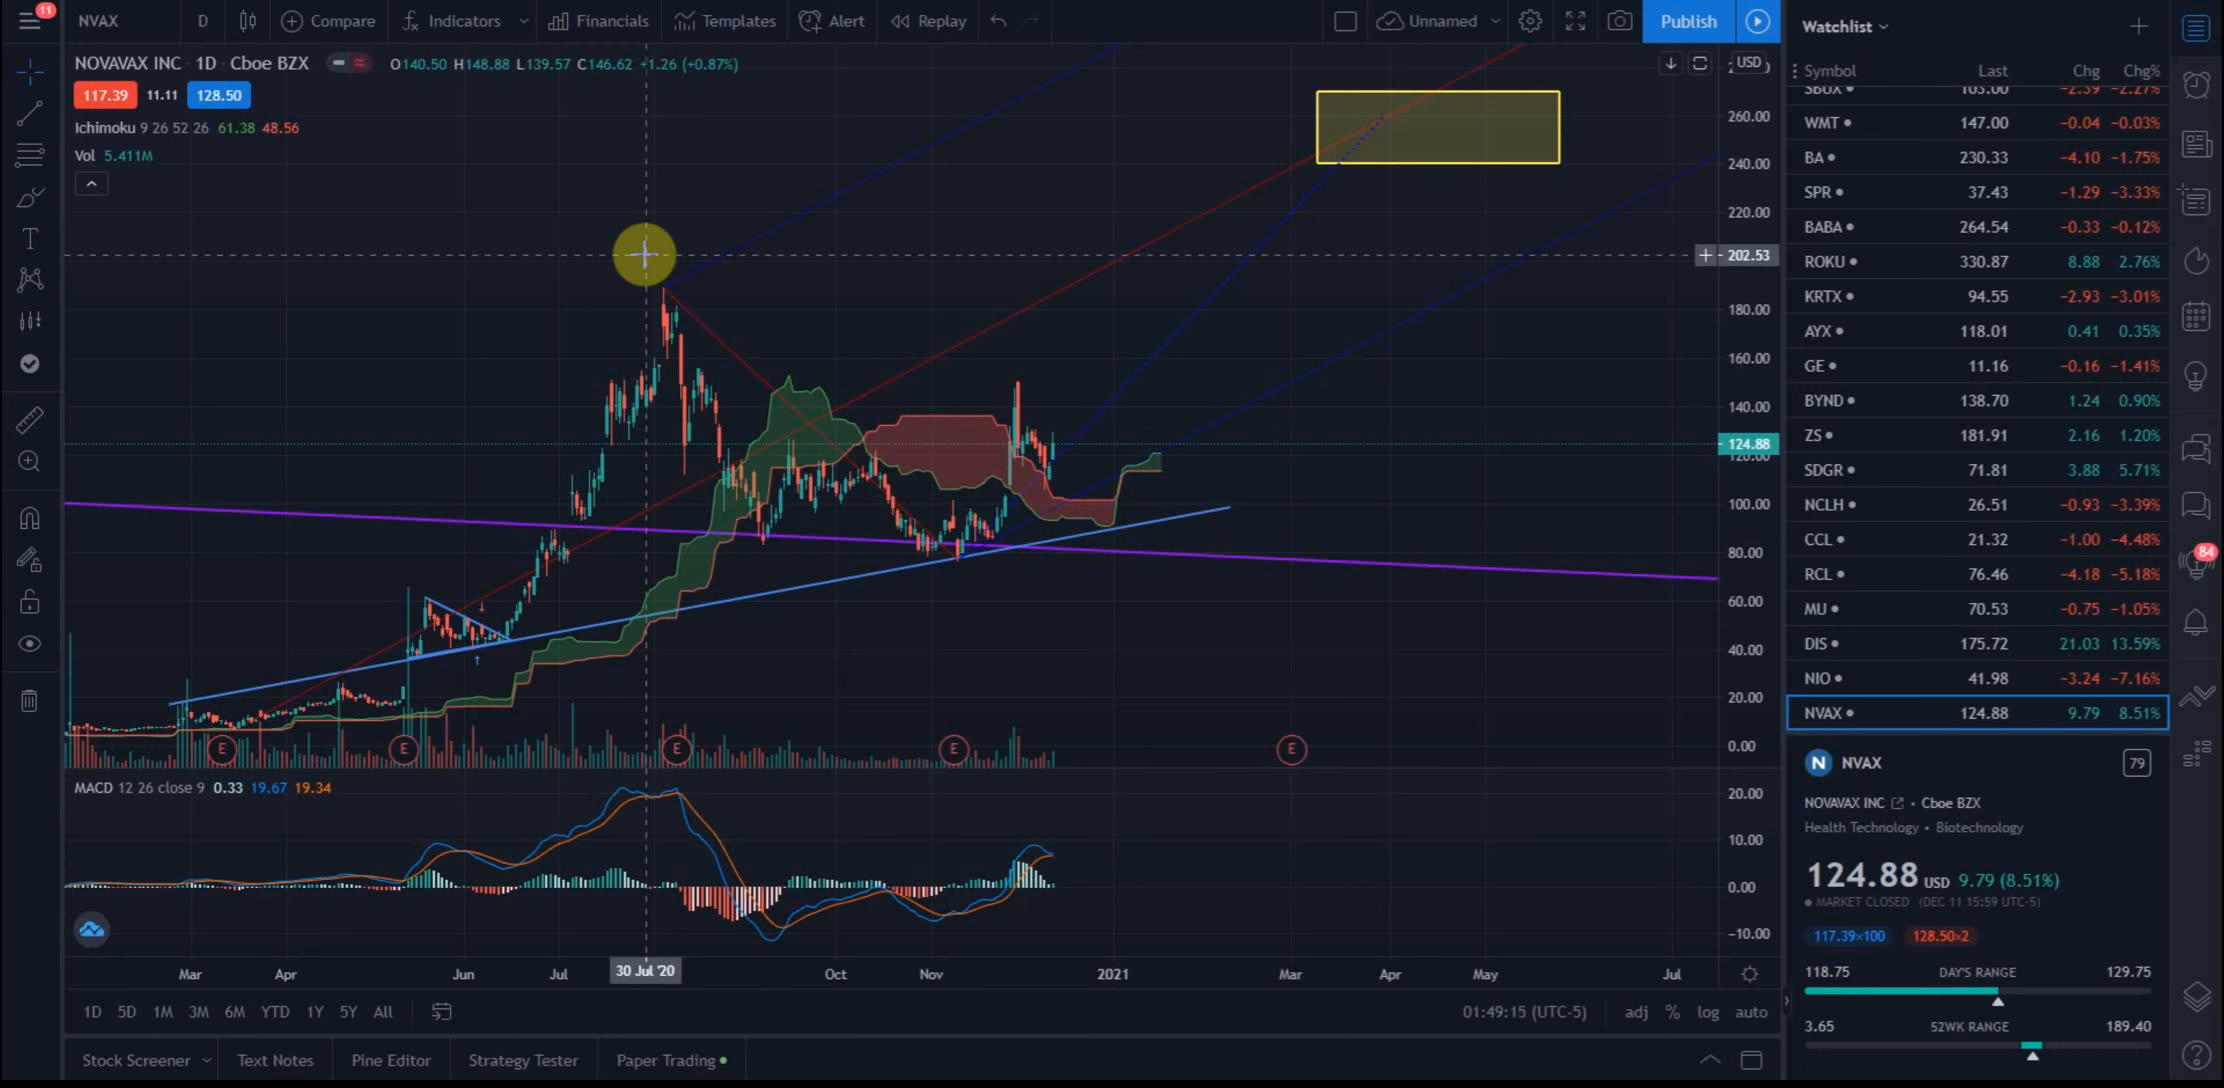 11 NVAX D Compare Indicators Financials Templates Alert Replay Unnamed Publish
NOVAVAX INC 1D Cboe BZX O140.50 H148.88 L139.57 C146.62 +1.26 (+0.87%)
117.39 11.11 128.50
Ichimoku 9 26 52 26 61.38 48.56
Vol 5.411M
USD
260.00
240.00
220.00
202.53
180.00
160.00
140.00
124.88
120.00
100.00
80.00
60.00
40.00
20.00
0.00
E E E E E
MACD 12 26 close 9 0.33 19.67 19.34
20.00
10.00
0.00
−10.00
Mar Apr Jun Jul 30 Jul '20 Oct Nov 2021 Mar Apr May Jul
1D 5D 1M 3M 6M YTD 1Y 5Y All 01:49:15 (UTC-5) adj % log auto
Stock Screener Text Notes Pine Editor Strategy Tester Paper Trading
Watchlist
Symbol Last Chg Chg%
SBUX 103.00 −2.39 −2.27%
WMT 147.00 −0.04 −0.03%
BA 230.33 −4.10 −1.75%
SPR 37.43 −1.29 −3.33%
BABA 264.54 −0.33 −0.12%
ROKU 330.87 8.88 2.76%
KRTX 94.55 −2.93 −3.01%
AYX 118.01 0.41 0.35%
GE 11.16 −0.16 −1.41%
BYND 138.70 1.24 0.90%
ZS 181.91 2.16 1.20%
SDGR 71.81 3.88 5.71%
NCLH 26.51 −0.93 −3.39%
CCL 21.32 −1.00 −4.48%
RCL 76.46 −4.18 −5.18%
MU 70.53 −0.75 −1.05%
DIS 175.72 21.03 13.59%
NIO 41.98 −3.24 −7.16%
NVAX 124.88 9.79 8.51%
N NVAX 79
NOVAVAX INC • Cboe BZX
Health Technology • Biotechnology
124.88 USD 9.79 (8.51%)
MARKET CLOSED (DEC 11 15:59 UTC-5)
117.39×100 128.50×2
118.75 DAY'S RANGE 129.75
3.65 52WK RANGE 189.40
84